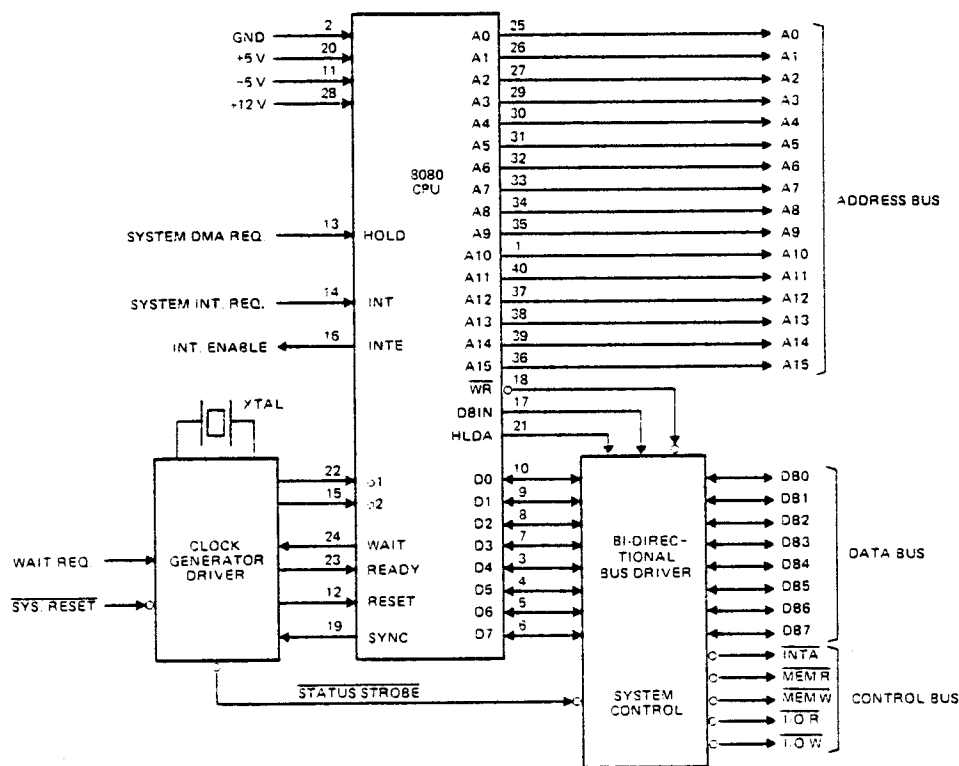 GND 2
+5 V 20
−5 V 11
+12 V 28
8080
CPU
SYSTEM DMA REQ. 13 HOLD
SYSTEM INT. REQ. 14 INT
INT. ENABLE 16 INTE
A0 25 A0
A1 26 A1
A2 27 A2
A3 29 A3
A4 30 A4
A5 31 A5
A6 32 A6
A7 33 A7
A8 34 A8
A9 35 A9
A10 1 A10
A11 40 A11
A12 37 A12
A13 38 A13
A14 39 A14
A15 36 A15
ADDRESS BUS
WR 18
DBIN 17
HLDA 21
XTAL
CLOCK
GENERATOR
DRIVER
WAIT REQ.
SYS. RESET
22 ϕ1
15 ϕ2
24 WAIT
23 READY
12 RESET
19 SYNC
STATUS STROBE
D0 10 DB0
D1 9 DB1
D2 8 DB2
D3 7 DB3
D4 3 DB4
D5 4 DB5
D6 5 DB6
D7 6 DB7
BI-DIREC-
TIONAL
BUS DRIVER
DATA BUS
SYSTEM
CONTROL
INTA
MEM R
MEM W
I/O R
I/O W
CONTROL BUS